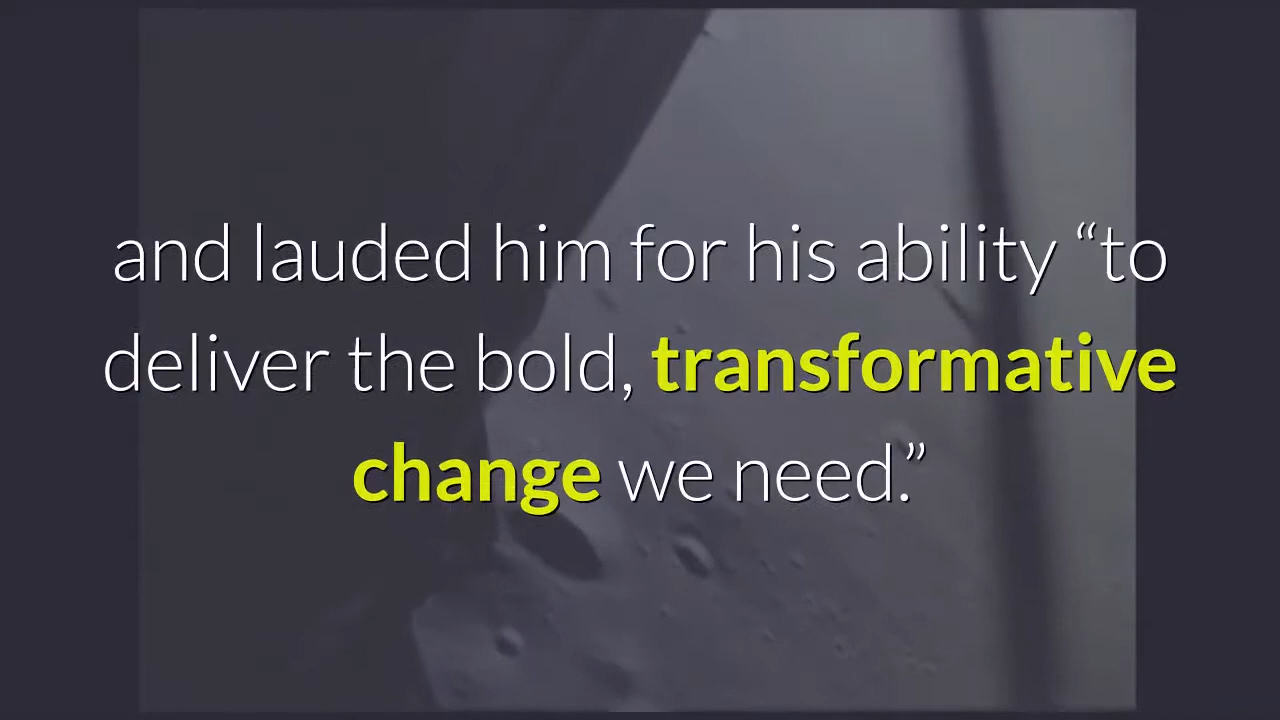 and lauded him for his ability “to
deliver the bold, transformative
change we need.”